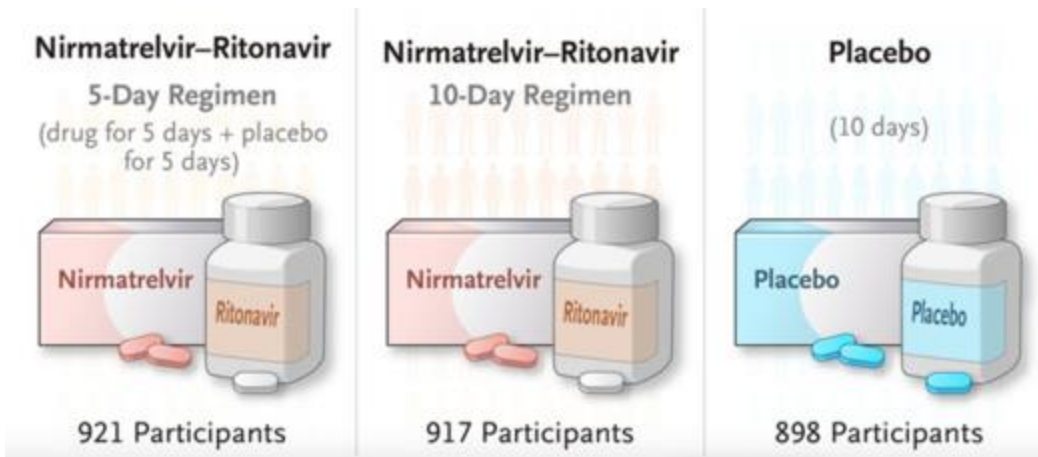 Nirmatrelvir–Ritonavir
5-Day Regimen
(drug for 5 days + placebo
for 5 days)
Nirmatrelvir
Ritonavir
921 Participants
Nirmatrelvir–Ritonavir
10-Day Regimen
Nirmatrelvir
Ritonavir
917 Participants
Placebo
(10 days)
Placebo
Placebo
898 Participants